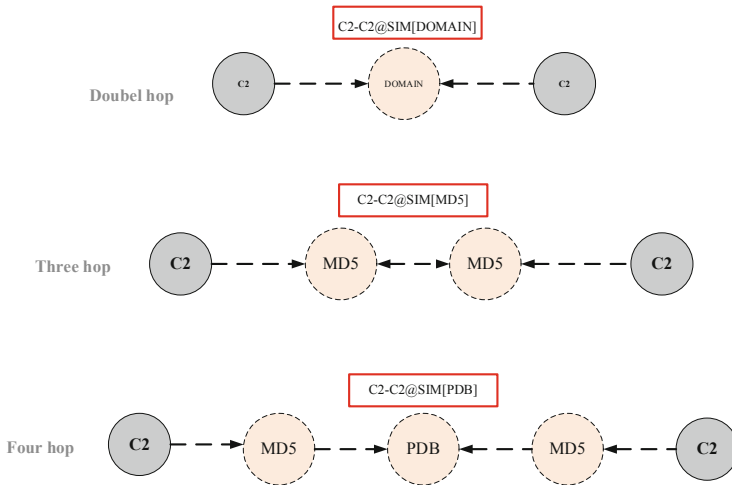 C2-C2@SIM[DOMAIN]
Doubel hop
C2 DOMAIN C2
C2-C2@SIM[MD5]
Three hop
C2 MD5 MD5 C2
C2-C2@SIM[PDB]
Four hop
C2 MD5 PDB MD5 C2